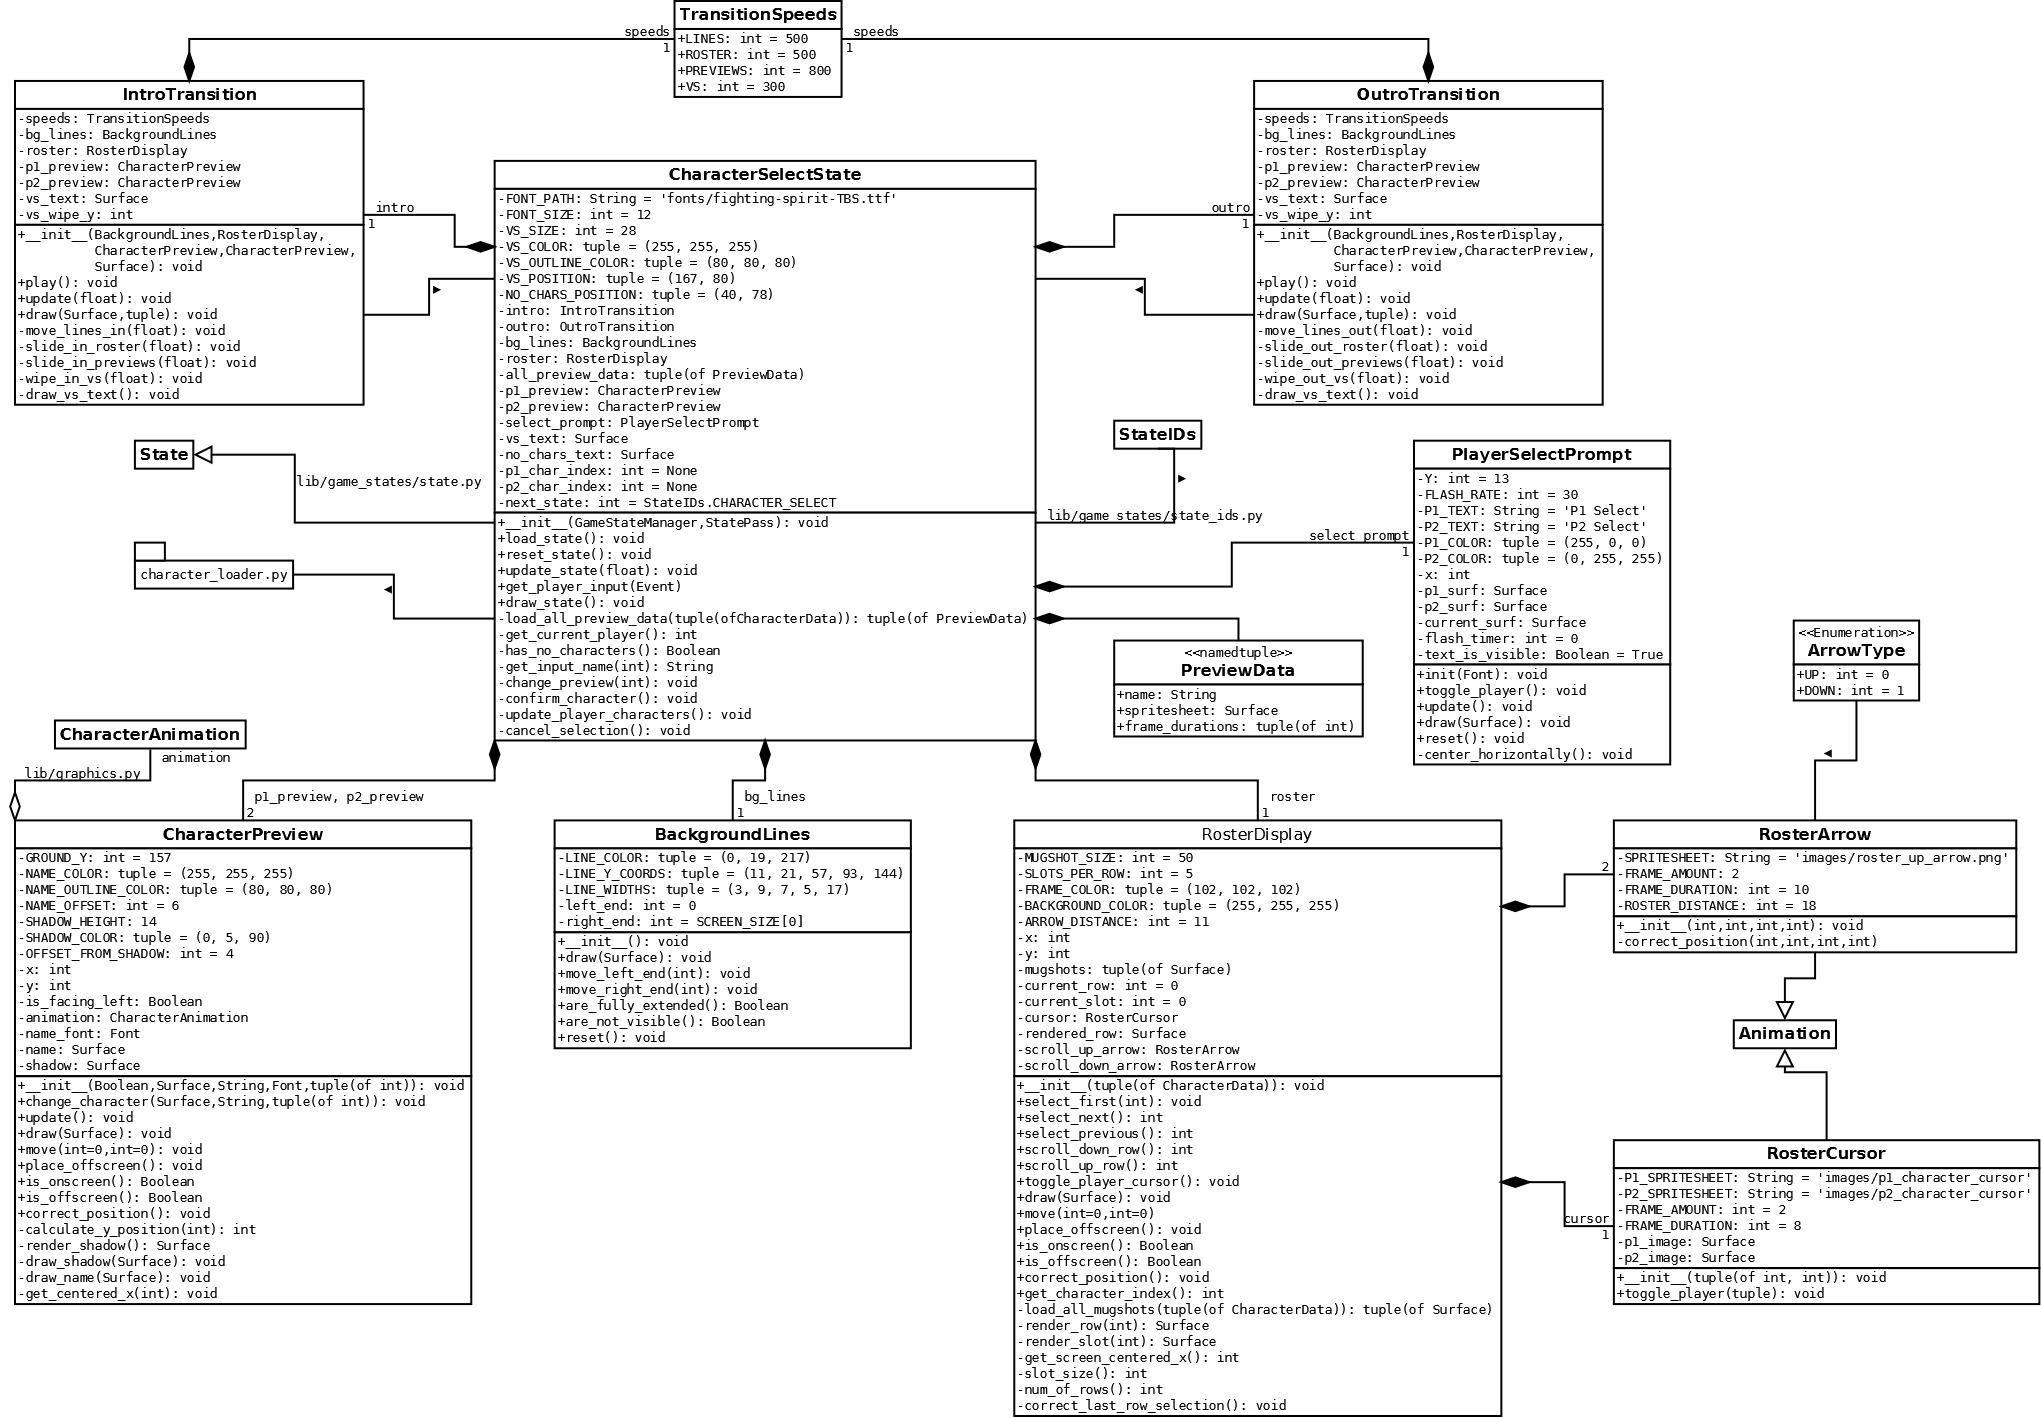 TransitionSpeeds
+LINES: int = 500
+ROSTER: int = 500
+PREVIEWS: int = 800
+VS: int = 300
speeds
1
speeds
1
IntroTransition
-speeds: TransitionSpeeds
-bg_lines: BackgroundLines
-roster: RosterDisplay
-p1_preview: CharacterPreview
-p2_preview: CharacterPreview
-vs_text: Surface
-vs_wipe_y: int
+__init__(BackgroundLines,RosterDisplay,
CharacterPreview,CharacterPreview,
Surface): void
+play(): void
+update(float): void
+draw(Surface,tuple): void
-move_lines_in(float): void
-slide_in_roster(float): void
-slide_in_previews(float): void
-wipe_in_vs(float): void
-draw_vs_text(): void
intro
1
CharacterSelectState
-FONT_PATH: String = 'fonts/fighting-spirit-TBS.ttf'
-FONT_SIZE: int = 12
-VS_SIZE: int = 28
-VS_COLOR: tuple = (255, 255, 255)
-VS_OUTLINE_COLOR: tuple = (80, 80, 80)
-VS_POSITION: tuple = (167, 80)
-NO_CHARS_POSITION: tuple = (40, 78)
-intro: IntroTransition
-outro: OutroTransition
-bg_lines: BackgroundLines
-roster: RosterDisplay
-all_preview_data: tuple(of PreviewData)
-p1_preview: CharacterPreview
-p2_preview: CharacterPreview
-select_prompt: PlayerSelectPrompt
-vs_text: Surface
-no_chars_text: Surface
-p1_char_index: int = None
-p2_char_index: int = None
-next_state: int = StateIDs.CHARACTER_SELECT
+__init__(GameStateManager,StatePass): void
+load_state(): void
+reset_state(): void
+update_state(float): void
+get_player_input(Event)
+draw_state(): void
-load_all_preview_data(tuple(ofCharacterData)): tuple(of PreviewData)
-get_current_player(): int
-has_no_characters(): Boolean
-get_input_name(int): String
-change_preview(int): void
-confirm_character(): void
-update_player_characters(): void
-cancel_selection(): void
outro
1
OutroTransition
-speeds: TransitionSpeeds
-bg_lines: BackgroundLines
-roster: RosterDisplay
-p1_preview: CharacterPreview
-p2_preview: CharacterPreview
-vs_text: Surface
-vs_wipe_y: int
+__init__(BackgroundLines,RosterDisplay,
CharacterPreview,CharacterPreview,
Surface): void
+play(): void
+update(float): void
+draw(Surface,tuple): void
-move_lines_out(float): void
-slide_out_roster(float): void
-slide_out_previews(float): void
-wipe_out_vs(float): void
-draw_vs_text(): void
State
lib/game_states/state.py
character_loader.py
StateIDs
lib/game_states/state_ids.py
select_prompt
1
PlayerSelectPrompt
-Y: int = 13
-FLASH_RATE: int = 30
-P1_TEXT: String = 'P1 Select'
-P2_TEXT: String = 'P2 Select'
-P1_COLOR: tuple = (255, 0, 0)
-P2_COLOR: tuple = (0, 255, 255)
-x: int
-p1_surf: Surface
-p2_surf: Surface
-current_surf: Surface
-flash_timer: int = 0
-text_is_visible: Boolean = True
+init(Font): void
+toggle_player(): void
+update(): void
+draw(Surface): void
+reset(): void
-center_horizontally(): void
<<namedtuple>>
PreviewData
+name: String
+spritesheet: Surface
+frame_durations: tuple(of int)
<<Enumeration>>
ArrowType
+UP: int = 0
+DOWN: int = 1
CharacterAnimation
animation
lib/graphics.py
p1_preview, p2_preview
2
bg_lines
1
roster
1
CharacterPreview
-GROUND_Y: int = 157
-NAME_COLOR: tuple = (255, 255, 255)
-NAME_OUTLINE_COLOR: tuple = (80, 80, 80)
-NAME_OFFSET: int = 6
-SHADOW_HEIGHT: 14
-SHADOW_COLOR: tuple = (0, 5, 90)
-OFFSET_FROM_SHADOW: int = 4
-x: int
-y: int
-is_facing_left: Boolean
-animation: CharacterAnimation
-name_font: Font
-name: Surface
-shadow: Surface
+__init__(Boolean,Surface,String,Font,tuple(of int)): void
+change_character(Surface,String,tuple(of int)): void
+update(): void
+draw(Surface): void
+move(int=0,int=0): void
+place_offscreen(): void
+is_onscreen(): Boolean
+is_offscreen(): Boolean
+correct_position(): void
-calculate_y_position(int): int
-render_shadow(): Surface
-draw_shadow(Surface): void
-draw_name(Surface): void
-get_centered_x(int): void
BackgroundLines
-LINE_COLOR: tuple = (0, 19, 217)
-LINE_Y_COORDS: tuple = (11, 21, 57, 93, 144)
-LINE_WIDTHS: tuple = (3, 9, 7, 5, 17)
-left_end: int = 0
-right_end: int = SCREEN_SIZE[0]
+__init__(): void
+draw(Surface): void
+move_left_end(int): void
+move_right_end(int): void
+are_fully_extended(): Boolean
+are_not_visible(): Boolean
+reset(): void
RosterDisplay
-MUGSHOT_SIZE: int = 50
-SLOTS_PER_ROW: int = 5
-FRAME_COLOR: tuple = (102, 102, 102)
-BACKGROUND_COLOR: tuple = (255, 255, 255)
-ARROW_DISTANCE: int = 11
-x: int
-y: int
-mugshots: tuple(of Surface)
-current_row: int = 0
-current_slot: int = 0
-cursor: RosterCursor
-rendered_row: Surface
-scroll_up_arrow: RosterArrow
-scroll_down_arrow: RosterArrow
+__init__(tuple(of CharacterData)): void
+select_first(int): void
+select_next(): int
+select_previous(): int
+scroll_down_row(): int
+scroll_up_row(): int
+toggle_player_cursor(): void
+draw(Surface): void
+move(int=0,int=0)
+place_offscreen(): void
+is_onscreen(): Boolean
+is_offscreen(): Boolean
+correct_position(): void
+get_character_index(): int
-load_all_mugshots(tuple(of CharacterData)): tuple(of Surface)
-render_row(int): Surface
-render_slot(int): Surface
-get_screen_centered_x(): int
-slot_size(): int
-num_of_rows(): int
-correct_last_row_selection(): void
2
RosterArrow
-SPRITESHEET: String = 'images/roster_up_arrow.png'
-FRAME_AMOUNT: 2
-FRAME_DURATION: int = 10
-ROSTER_DISTANCE: int = 18
+__init__(int,int,int,int): void
-correct_position(int,int,int,int)
Animation
cursor
1
RosterCursor
-P1_SPRITESHEET: String = 'images/p1_character_cursor'
-P2_SPRITESHEET: String = 'images/p2_character_cursor'
-FRAME_AMOUNT: int = 2
-FRAME_DURATION: int = 8
-p1_image: Surface
-p2_image: Surface
+__init__(tuple(of int, int)): void
+toggle_player(tuple): void